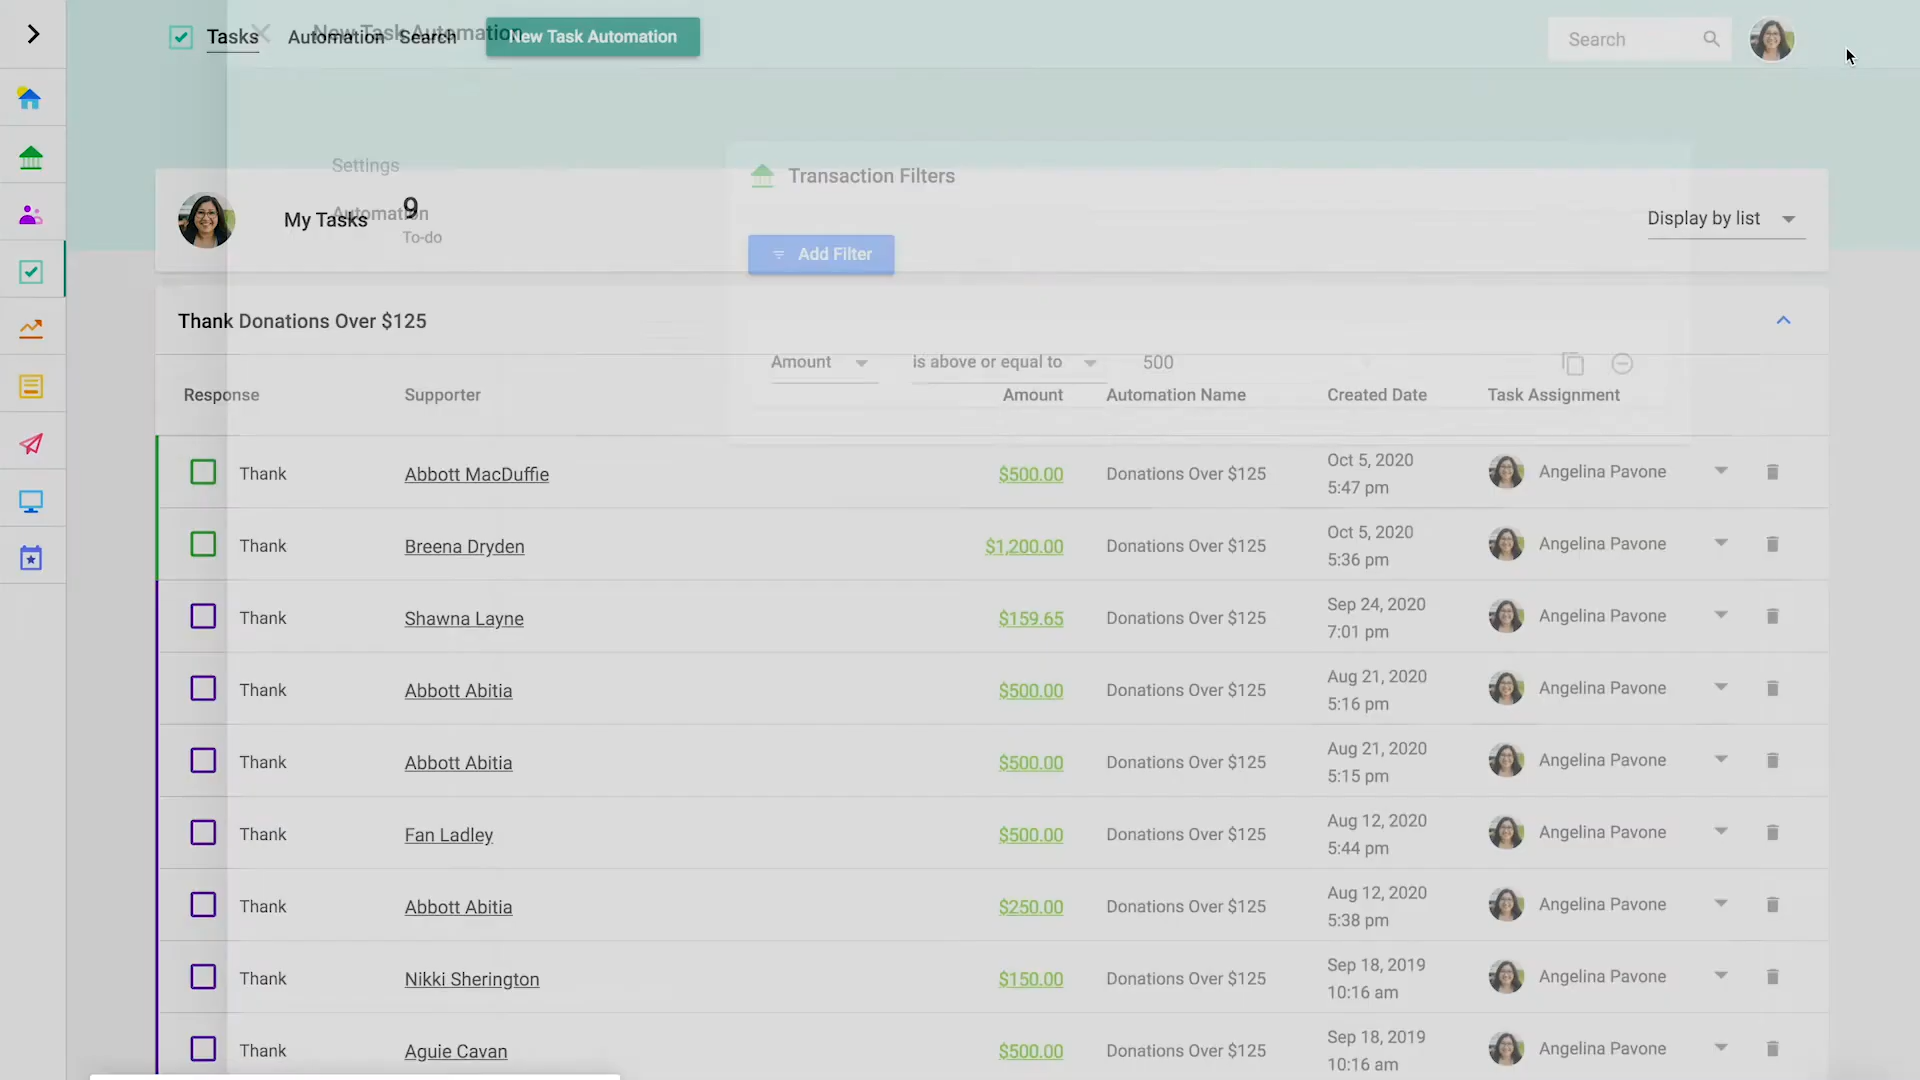 Tasks
Automation
Search
New Task Automation
New Task Automation
Search
Settings
Automation
Transaction Filters
My Tasks
9
To-do
Display by list
Add Filter
Thank Donations Over $125
Amount is above or equal to 500
Response Supporter Amount Automation Name Created Date Task Assignment
Thank Abbott MacDuffie $500.00 Donations Over $125 Oct 5, 2020 Angelina Pavone
5:47 pm
Thank Breena Dryden $1,200.00 Donations Over $125 Oct 5, 2020 Angelina Pavone
5:36 pm
Thank Shawna Layne $159.65 Donations Over $125 Sep 24, 2020 Angelina Pavone
7:01 pm
Thank Abbott Abitia $500.00 Donations Over $125 Aug 21, 2020 Angelina Pavone
5:16 pm
Thank Abbott Abitia $500.00 Donations Over $125 Aug 21, 2020 Angelina Pavone
5:15 pm
Thank Fan Ladley $500.00 Donations Over $125 Aug 12, 2020 Angelina Pavone
5:44 pm
Thank Abbott Abitia $250.00 Donations Over $125 Aug 12, 2020 Angelina Pavone
5:38 pm
Thank Nikki Sherington $150.00 Donations Over $125 Sep 18, 2019 Angelina Pavone
10:16 am
Thank Aguie Cavan $500.00 Donations Over $125 Sep 18, 2019 Angelina Pavone
10:16 am